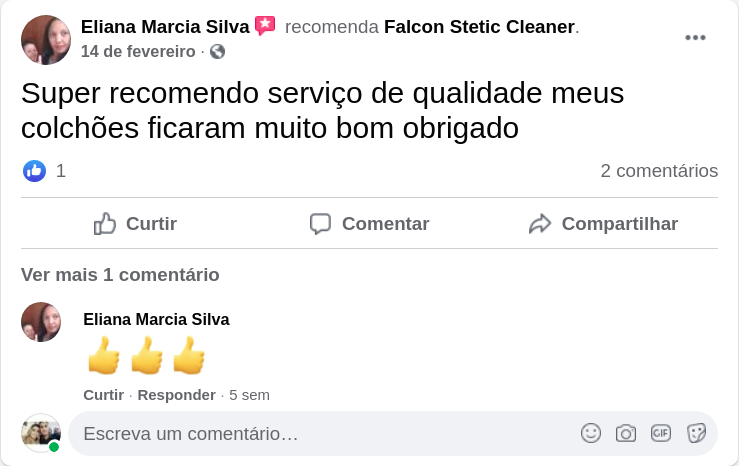 Eliana Marcia Silva recomenda Falcon Stetic Cleaner.
14 de fevereiro ·
Super recomendo serviço de qualidade meus
colchões ficaram muito bom obrigado
1 2 comentários
Curtir Comentar Compartilhar
Ver mais 1 comentário
Eliana Marcia Silva
👍👍👍
Curtir · Responder · 5 sem
Escreva um comentário… GIF